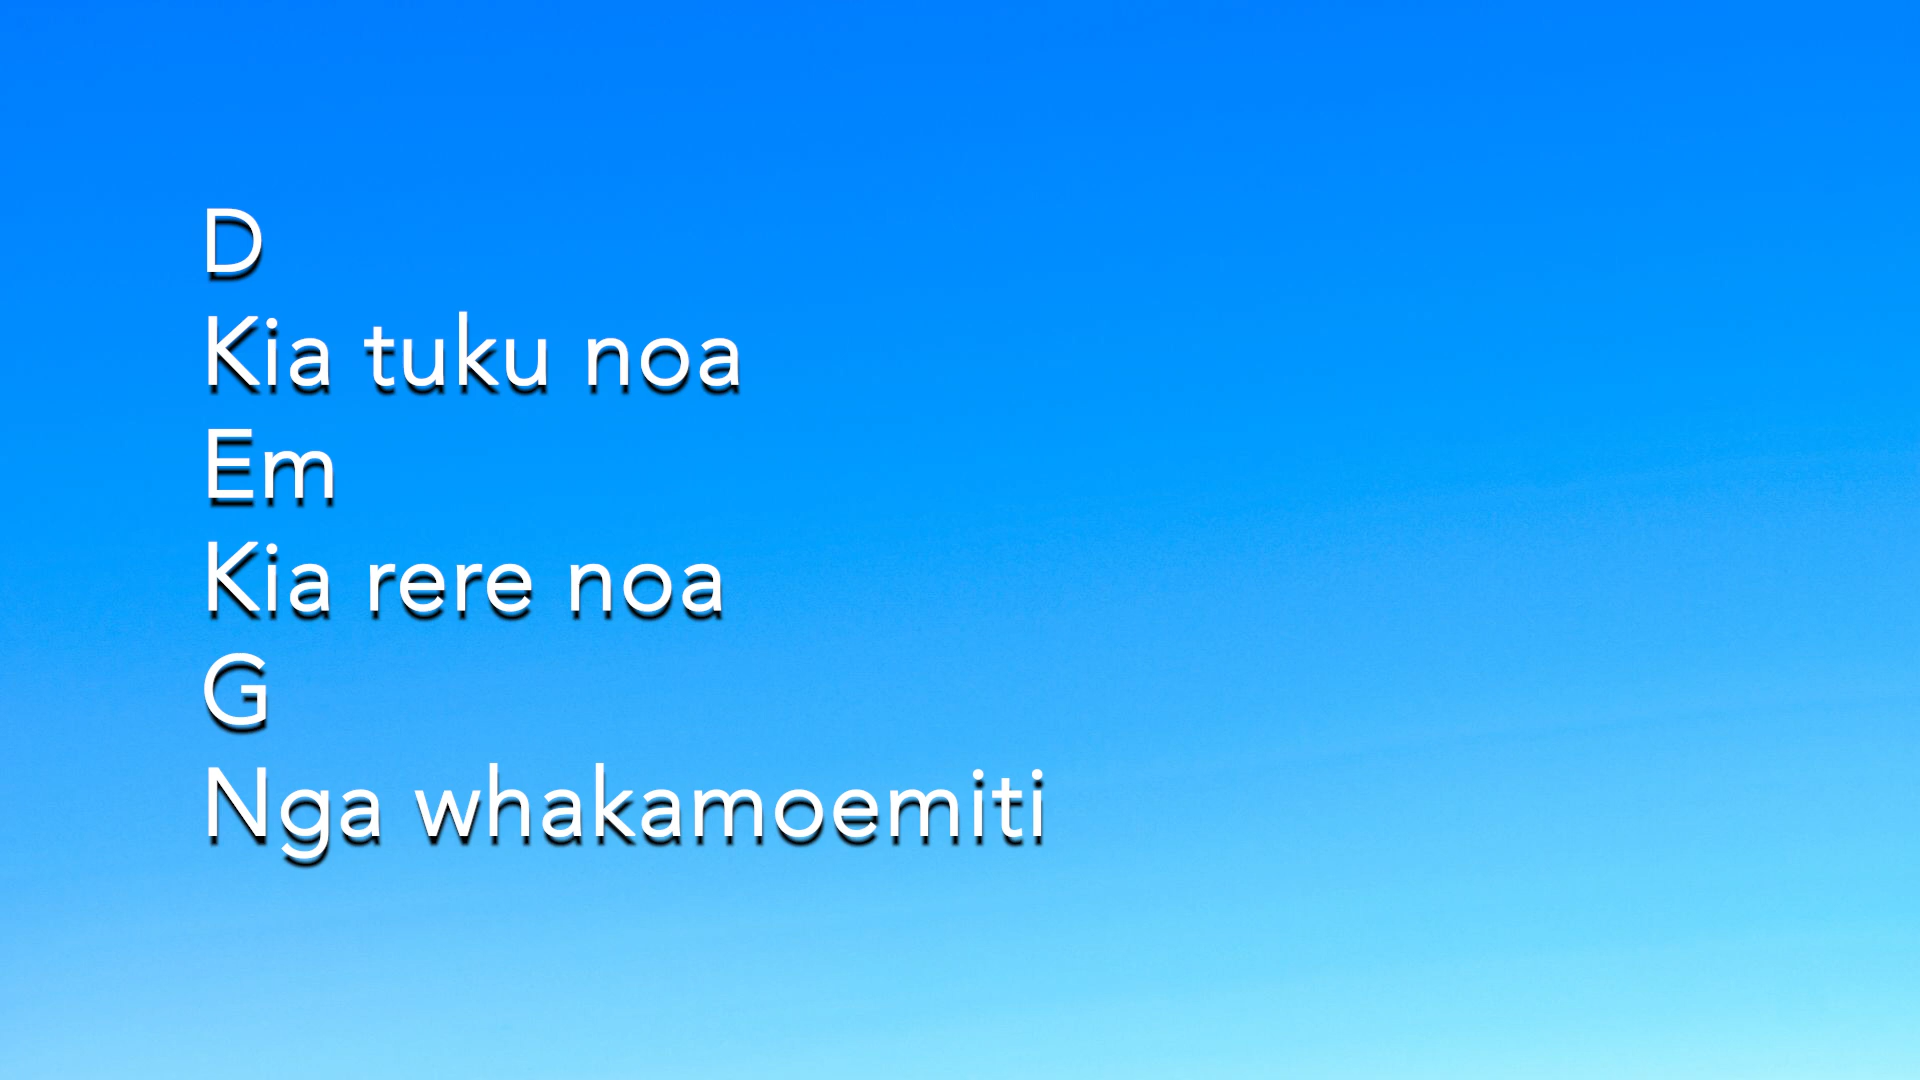 D
Kia tuku noa
Em
Kia rere noa
G
Nga whakamoemiti